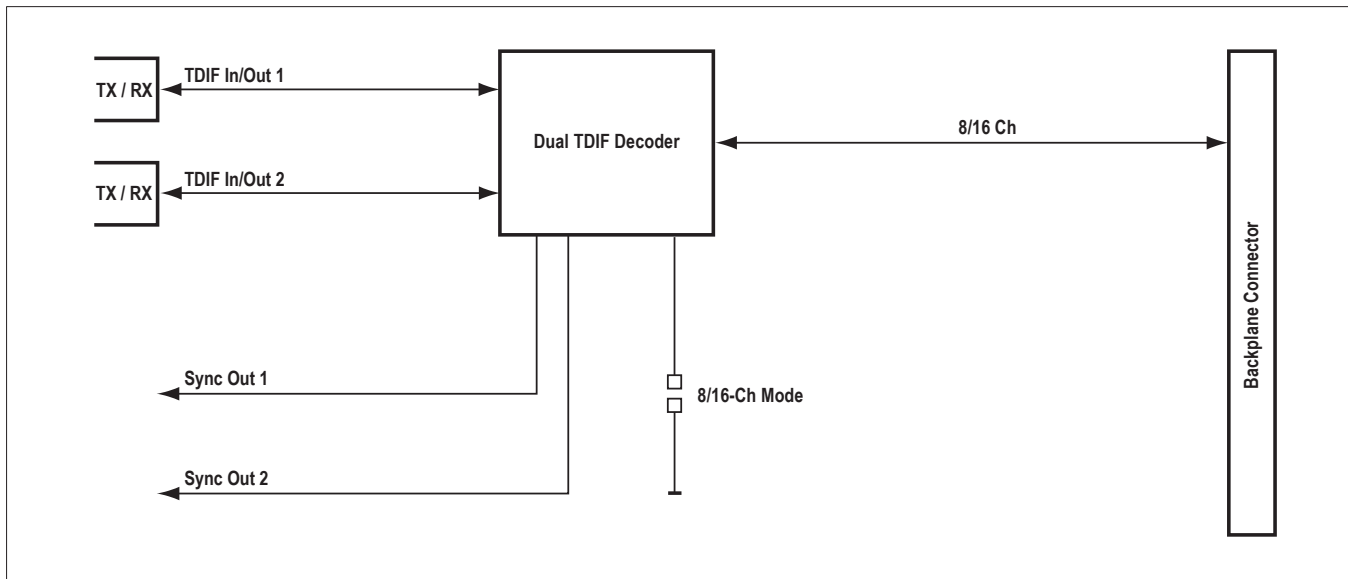 TX / RX
TDIF In/Out 1
Dual TDIF Decoder
8/16 Ch
TX / RX
TDIF In/Out 2
Backplane Connector
Sync Out 1
8/16-Ch Mode
Sync Out 2